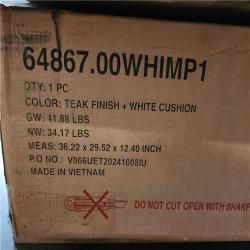 64867.00WHIMP1
QTY: 1 PC
COLOR: TEAK FINISH + WHITE CUSHION
GW: 41.88 LBS
NW: 34.17 LBS
MEAS: 36.22 x 29.52 x 12.40 INCH
P.O NO.: V066UET20241008IU
MADE IN VIETNAM
DO NOT CUT OPEN WITH SHARP